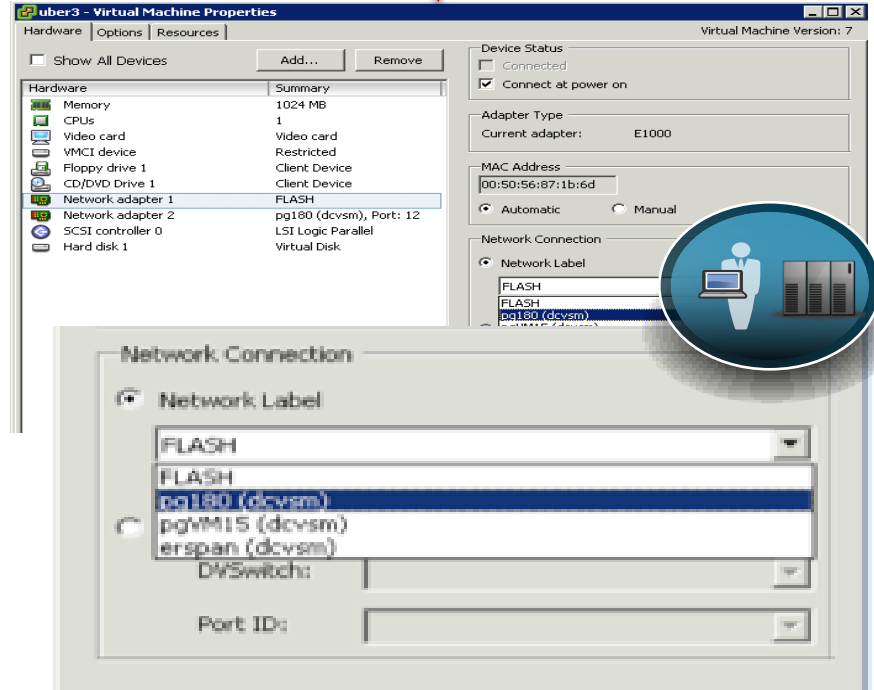 uber3 - Virtual Machine Properties
Hardware Options Resources
Virtual Machine Version: 7
Show All Devices
Add...
Remove
Hardware Summary
Memory 1024 MB
CPUs 1
Video card Video card
VMCI device Restricted
Floppy drive 1 Client Device
CD/DVD Drive 1 Client Device
Network adapter 1 FLASH
Network adapter 2 pg180 (dcvsm), Port: 12
SCSI controller 0 LSI Logic Parallel
Hard disk 1 Virtual Disk
Device Status
Connected
Connect at power on
Adapter Type
Current adapter: E1000
MAC Address
00:50:56:87:1b:6d
Automatic Manual
Network Connection
Network Label
FLASH
FLASH
pg180 (dcvsm)
pgVM15 (dcvsm)
Network Connection
Network Label
FLASH
FLASH
pg180 (dcvsm)
pgVM15 (dcvsm)
erspan (dcvsm)
DVSwitch:
Port ID: